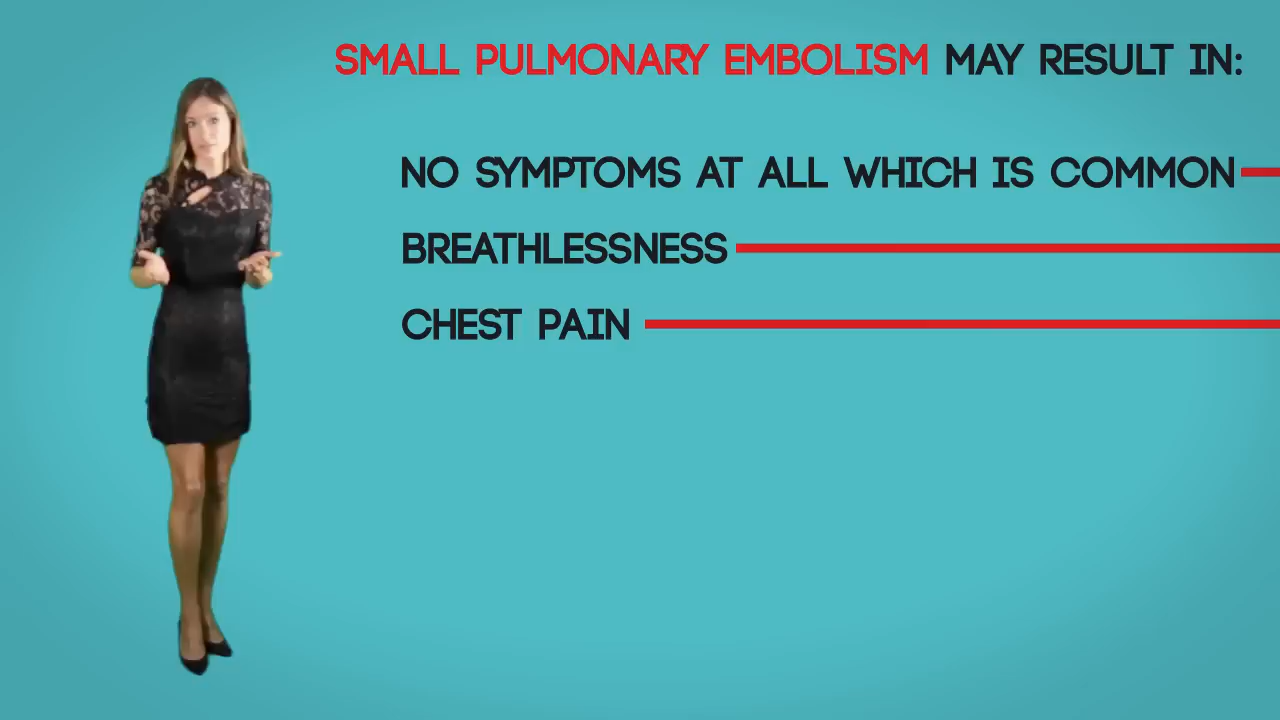 SMALL PULMONARY EMBOLISM MAY RESULT IN:
NO SYMPTOMS AT ALL WHICH IS COMMON
BREATHLESSNESS
CHEST PAIN